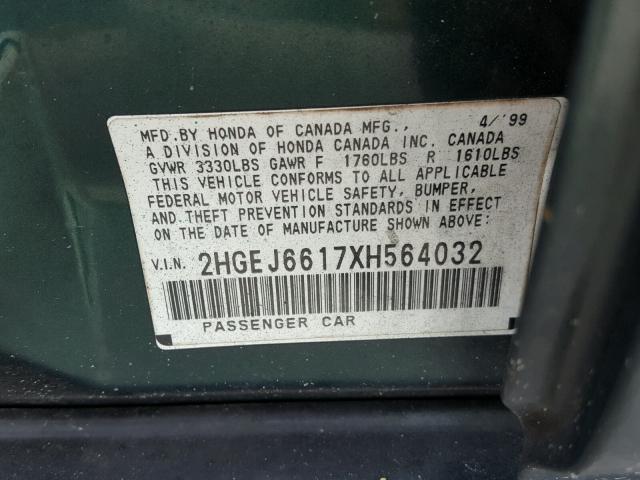 MFD.BY HONDA OF CANADA MFG., 4/'99
A DIVISION OF HONDA CANADA INC. CANADA
GVWR 3330LBS GAWR F 1760LBS R 1610LBS
THIS VEHICLE CONFORMS TO ALL APPLICABLE
FEDERAL MOTOR VEHICLE SAFETY, BUMPER,
AND THEFT PREVENTION STANDARDS IN EFFECT
ON THE DATE OF MANUFACTURE SHOWN ABOVE:
V.I.N. 2HGEJ6617XH564032
PASSENGER CAR